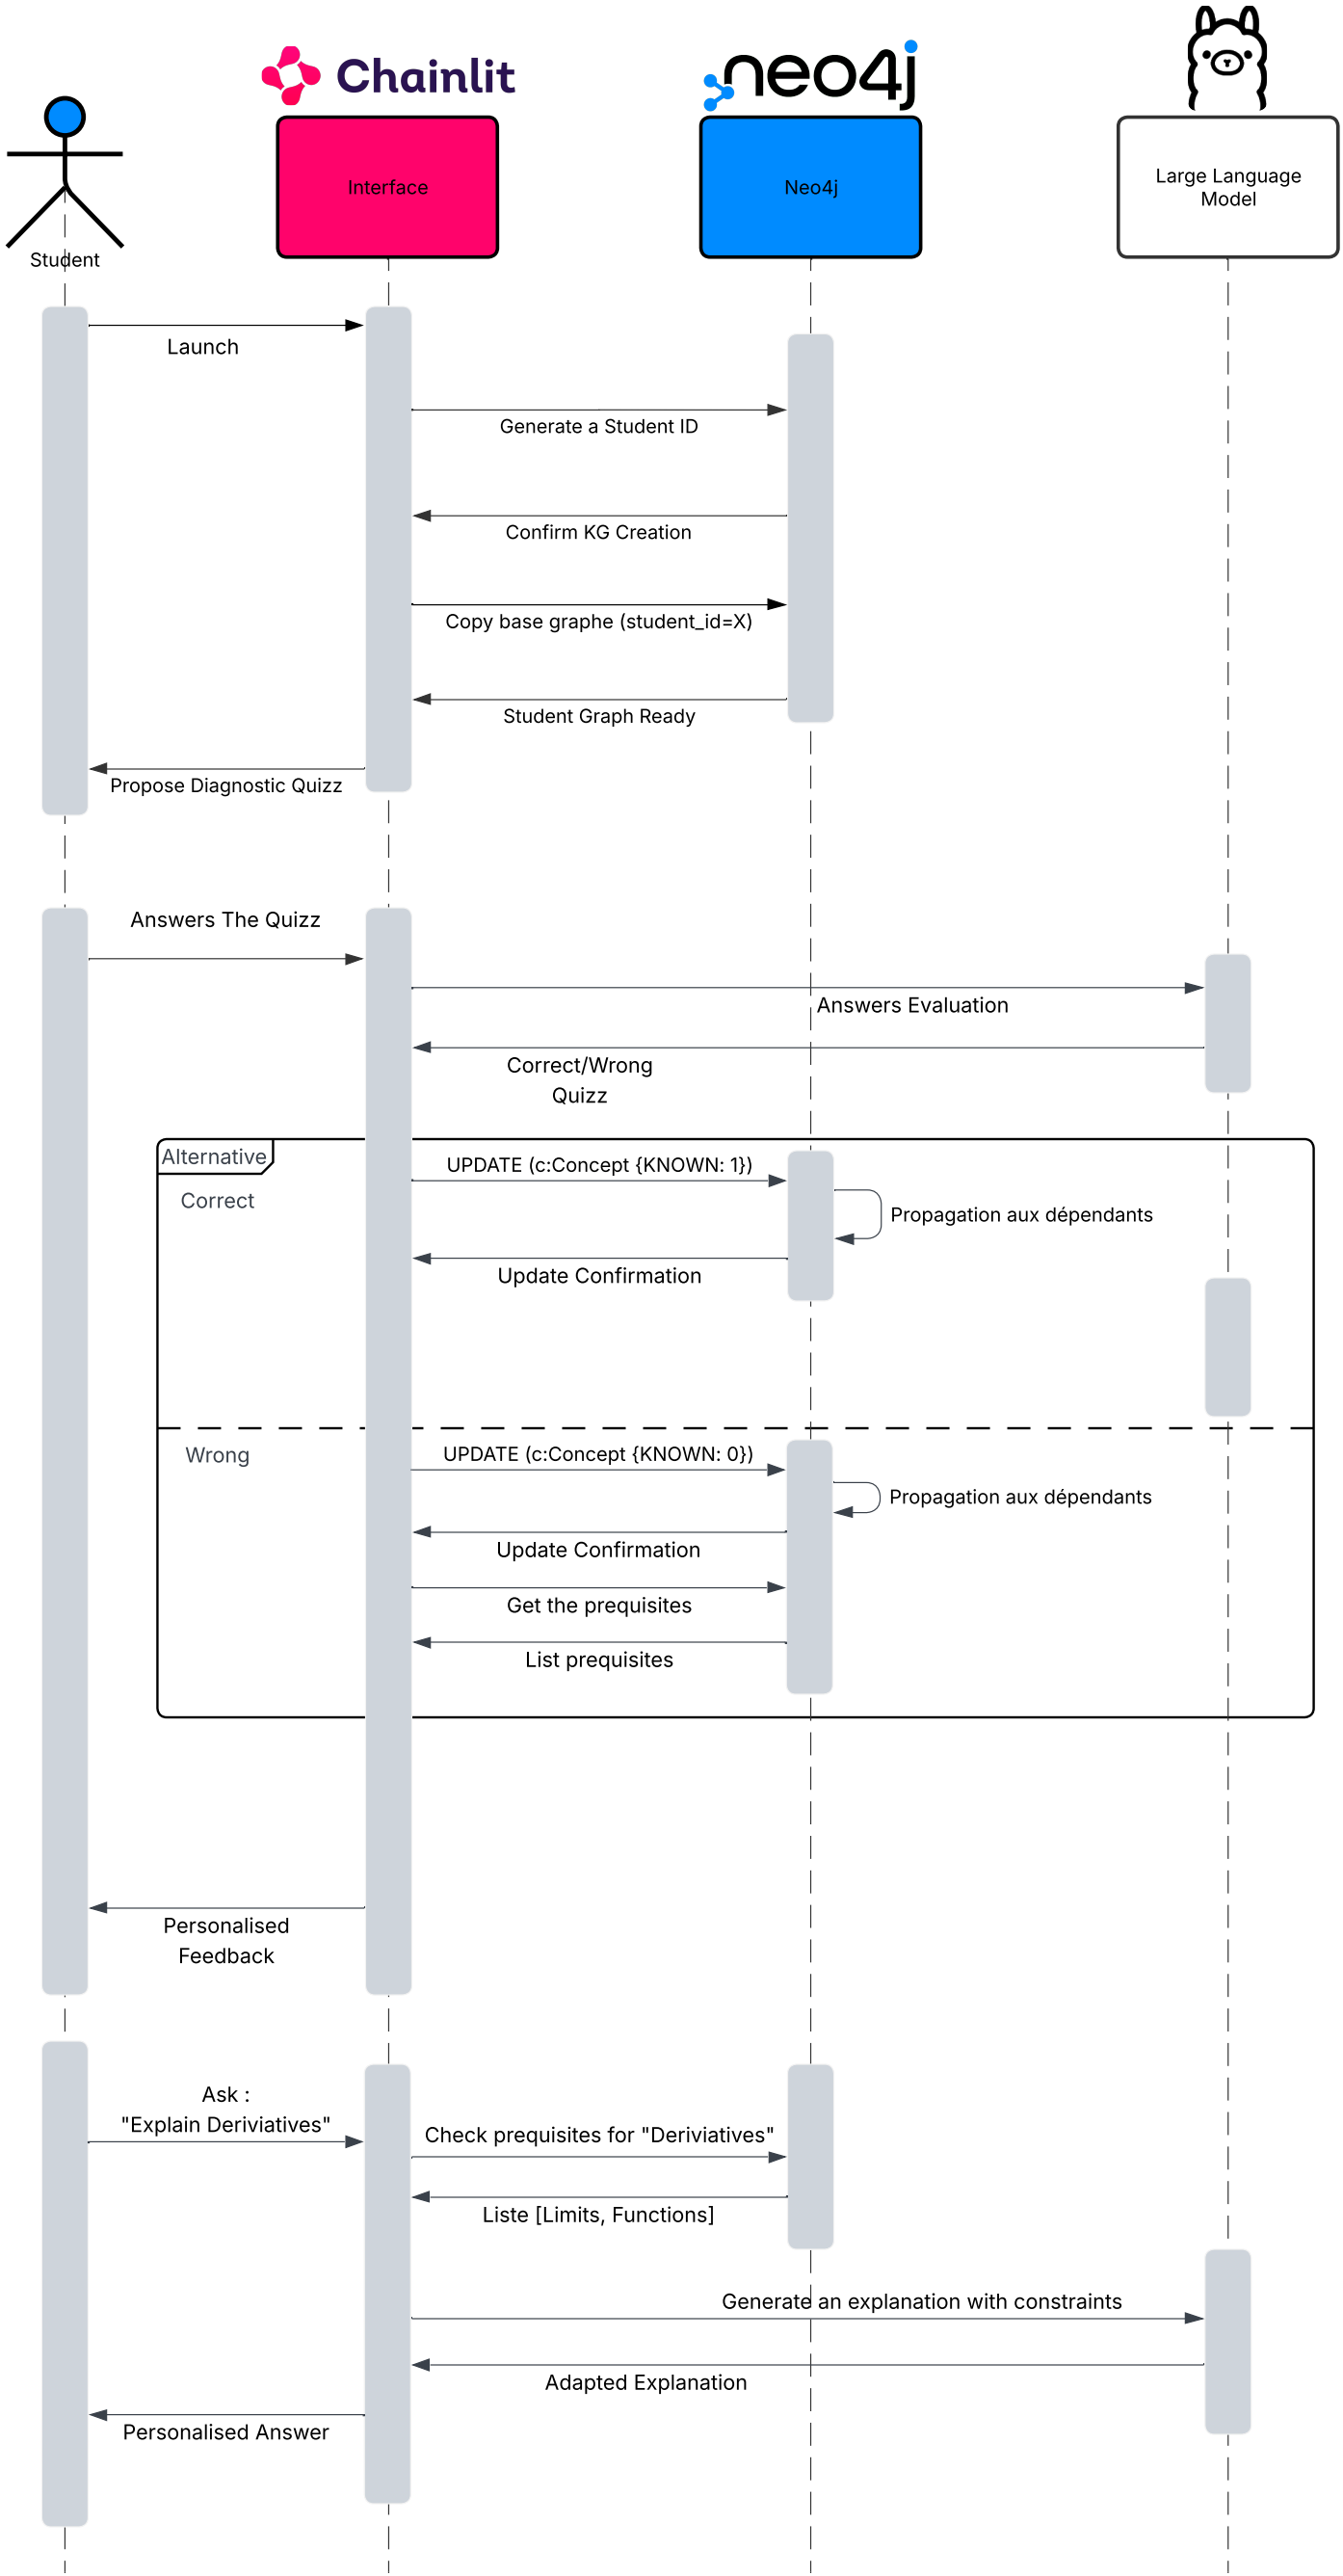 Chainlit
neo4j
Student
Interface
Neo4j
Large Language
Model
Launch
Generate a Student ID
Confirm KG Creation
Copy base graphe (student_id=X)
Student Graph Ready
Propose Diagnostic Quizz
Answers The Quizz
Answers Evaluation
Correct/Wrong
Quizz
Alternative
Correct
UPDATE (c:Concept {KNOWN: 1})
Propagation aux dépendants
Update Confirmation
Wrong
UPDATE (c:Concept {KNOWN: 0})
Propagation aux dépendants
Update Confirmation
Get the prequisites
List prequisites
Personalised
Feedback
Ask :
"Explain Deriviatives"
Check prequisites for "Deriviatives"
Liste [Limits, Functions]
Generate an explanation with constraints
Adapted Explanation
Personalised Answer